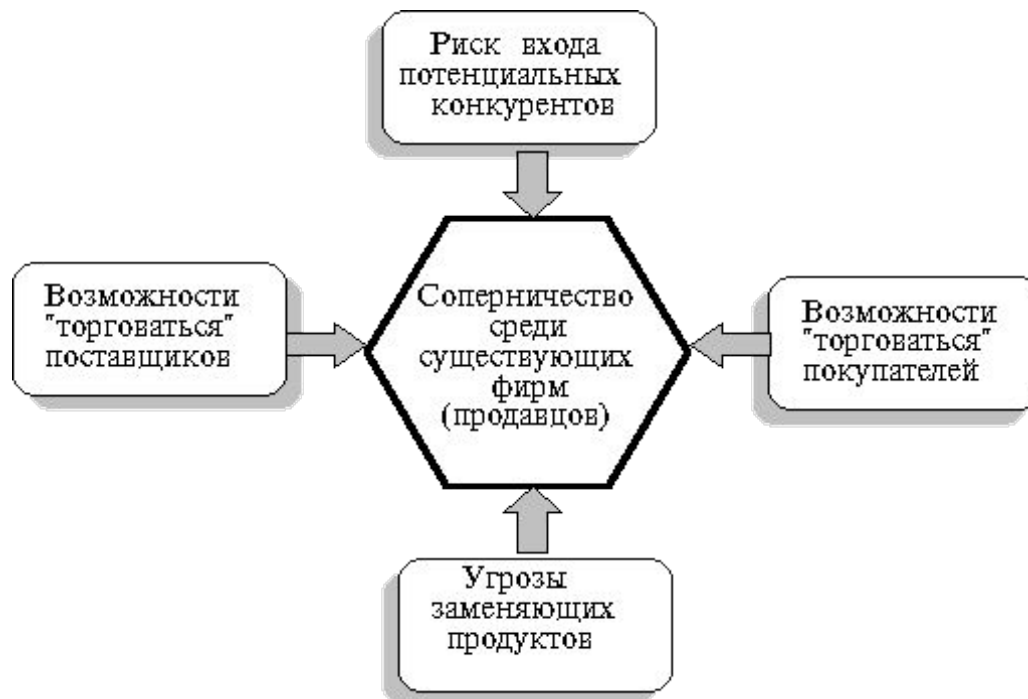 Риск входа
потенциальных
конкурентов
Возможности
"торговаться"
поставщиков
Соперничество
среди
существующих
фирм
(продавцов)
Возможности
"торговаться"
покупателей
Угрозы
заменяющих
продуктов